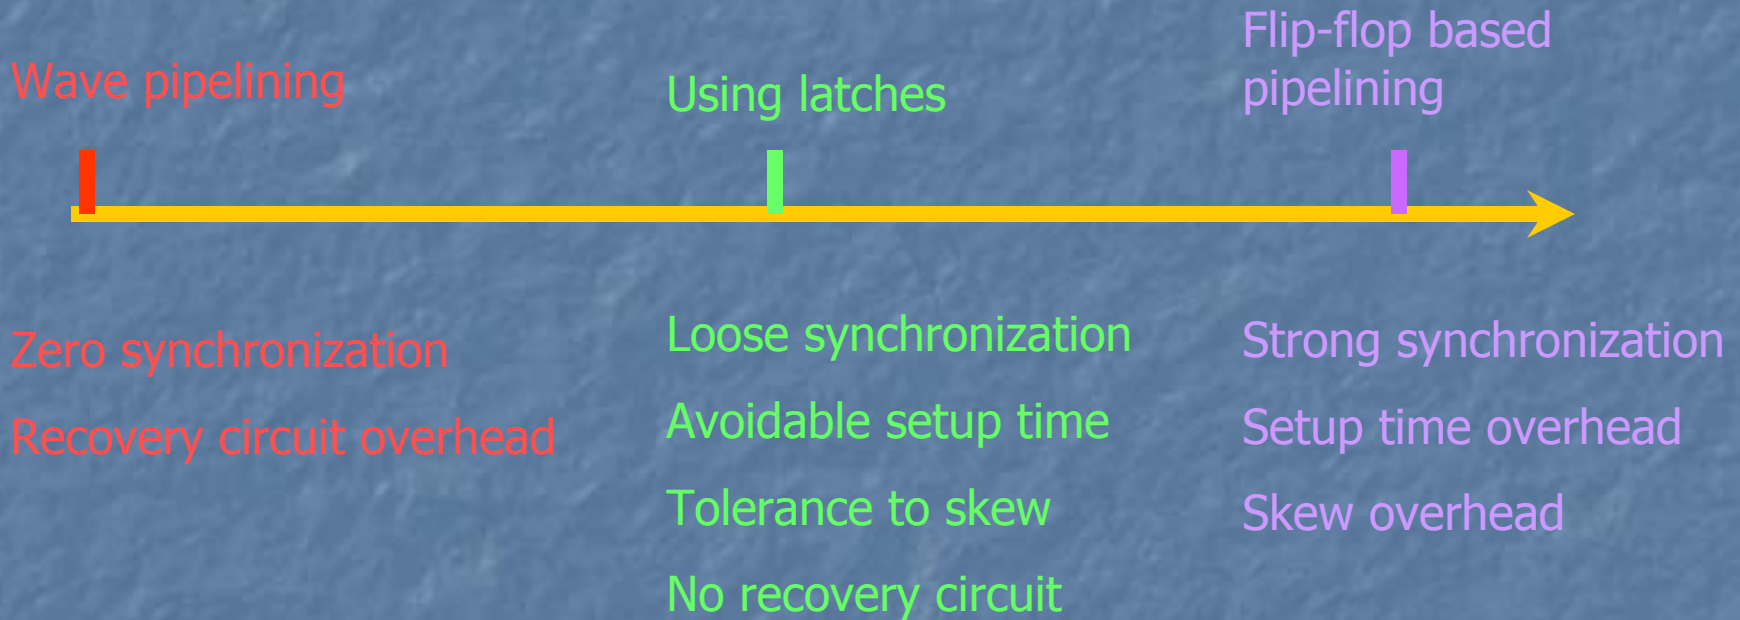 Wave pipelining
Using latches
Flip-flop based
pipelining
Zero synchronization
Recovery circuit overhead
Loose synchronization
Avoidable setup time
Tolerance to skew
No recovery circuit
Strong synchronization
Setup time overhead
Skew overhead